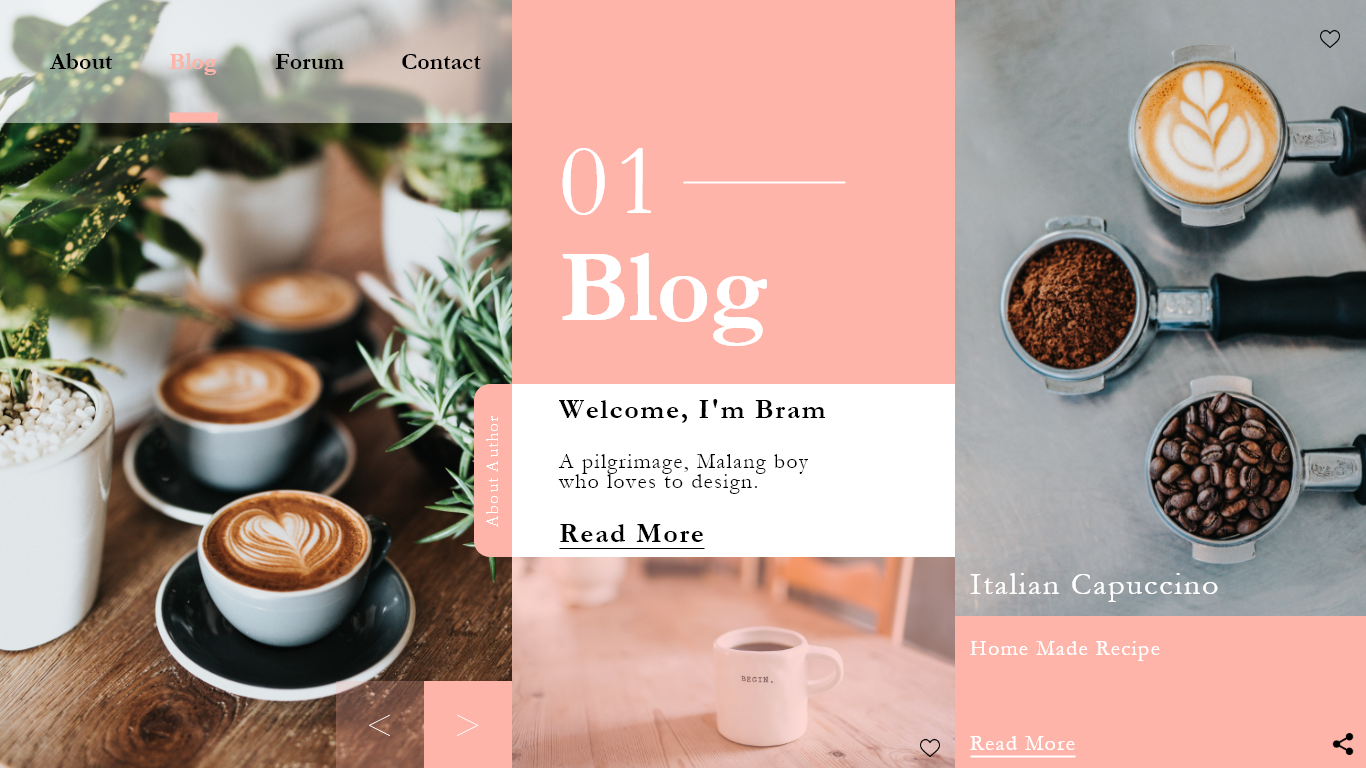 About
Blog
Forum
Contact
01
Blog
About Author
Welcome, I'm Bram
A pilgrimage, Malang boy
who loves to design.
Read More
BEGIN.
<
>
Italian Capuccino
Home Made Recipe
Read More